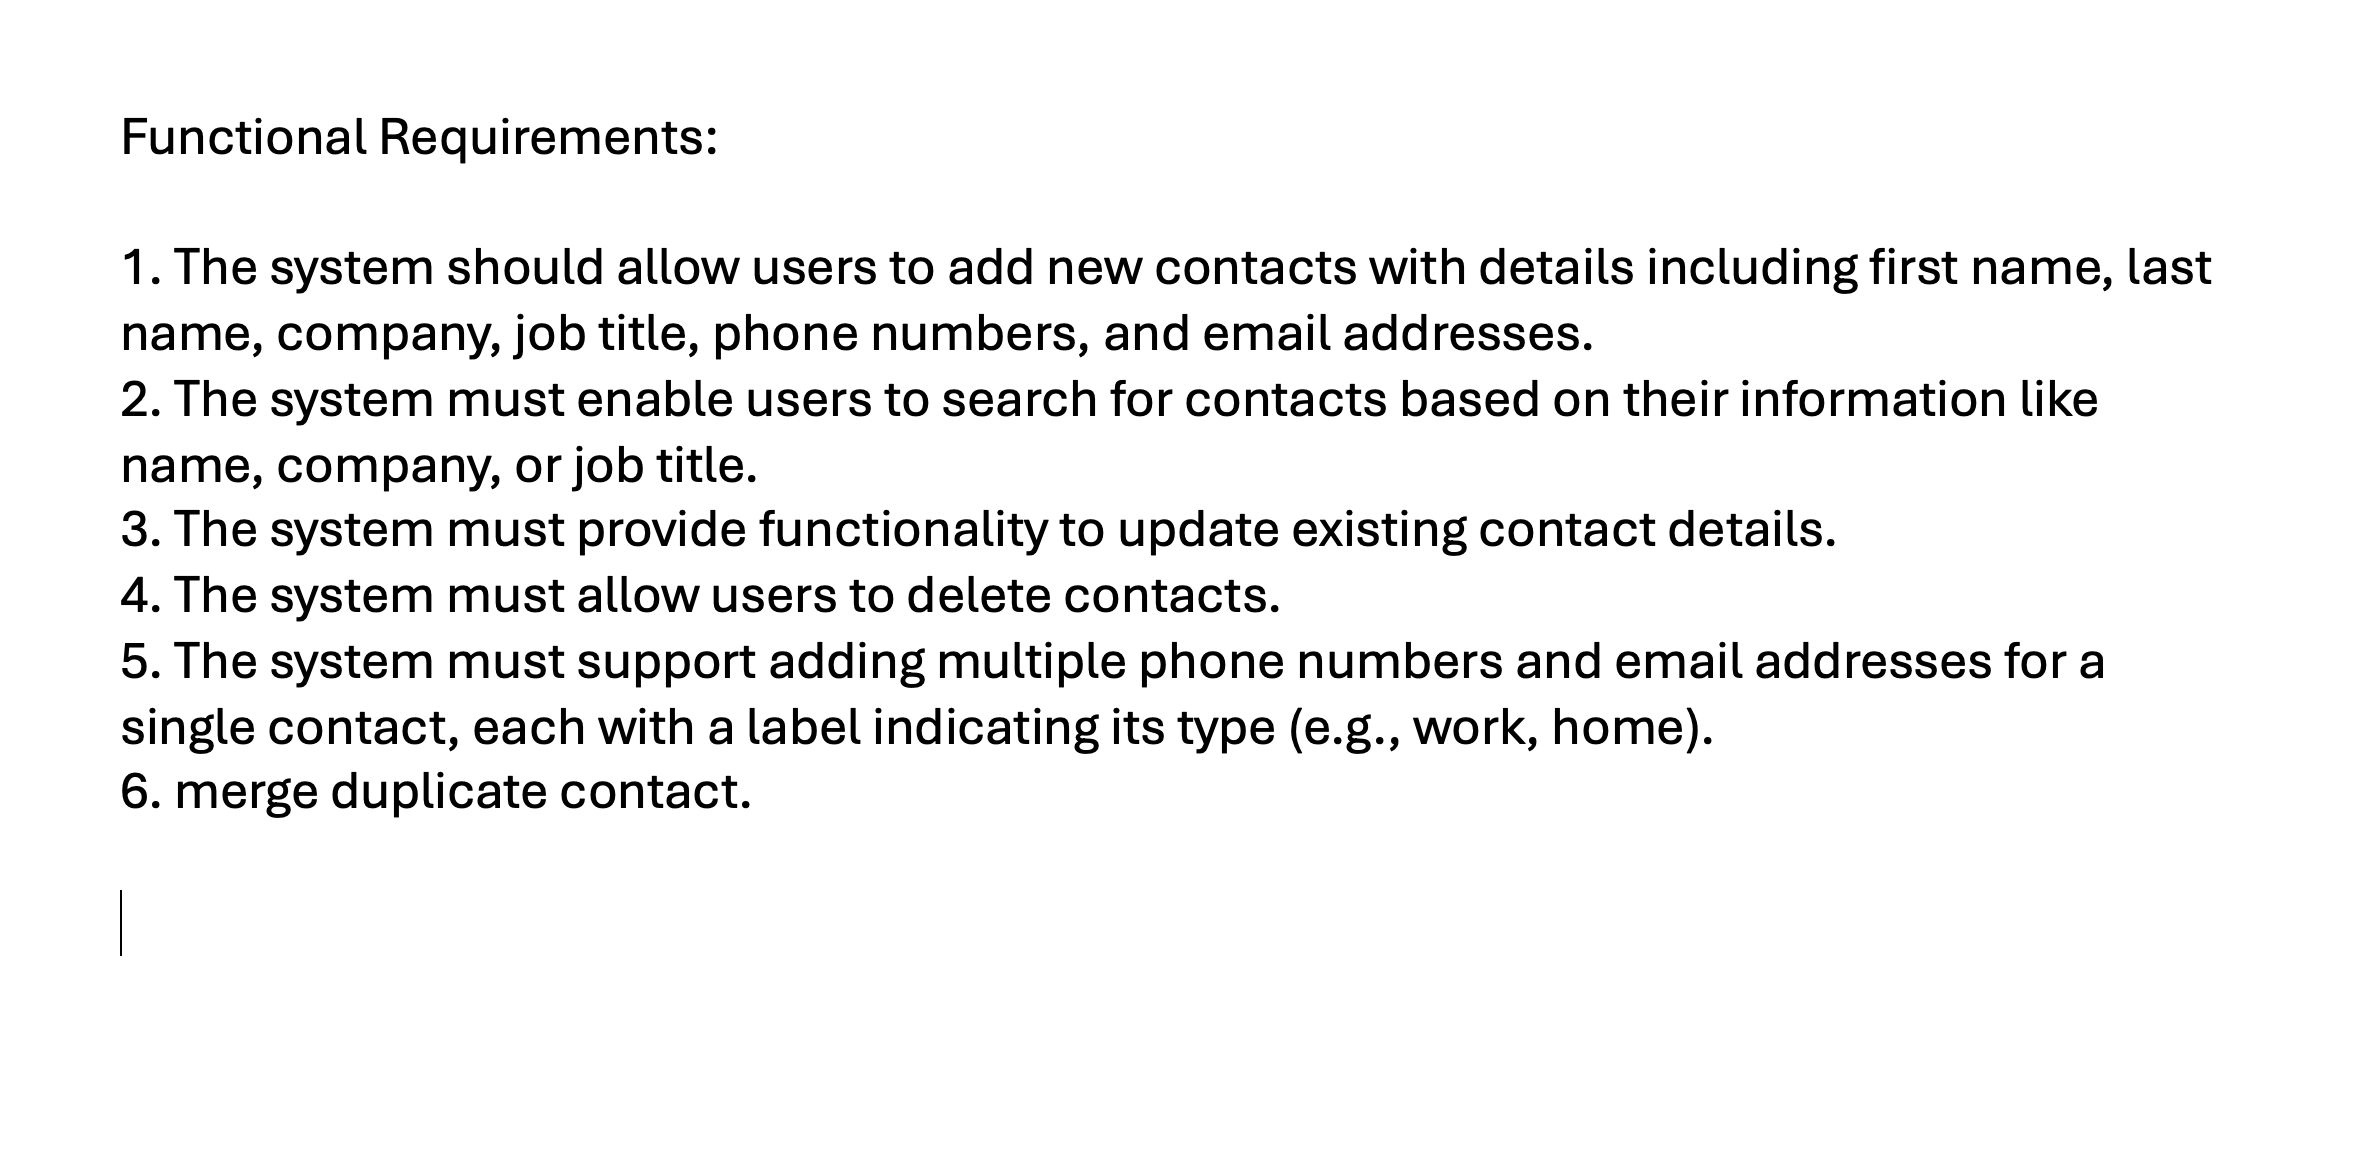 Functional Requirements:
1. The system should allow users to add new contacts with details including first name, last
name, company, job title, phone numbers, and email addresses.
2. The system must enable users to search for contacts based on their information like
name, company, or job title.
3. The system must provide functionality to update existing contact details.
4. The system must allow users to delete contacts.
5. The system must support adding multiple phone numbers and email addresses for a
single contact, each with a label indicating its type (e.g., work, home).
6. merge duplicate contact.